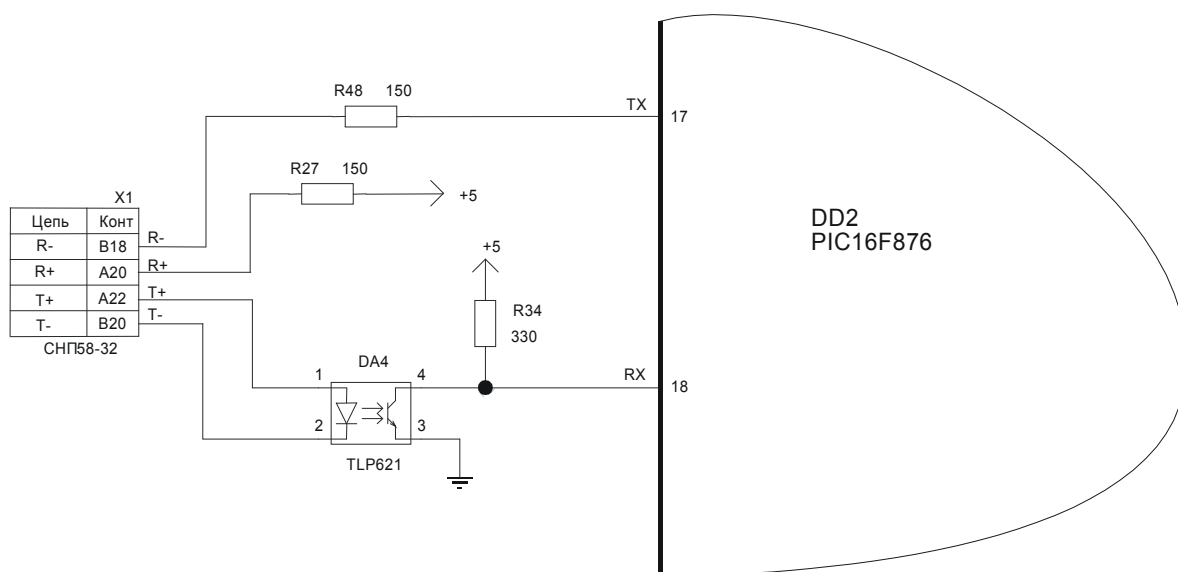 R48 150
TX
17
R27 150
+5
X1
Цепь Конт
R- B18 R-
R+ A20 R+
T+ A22 T+
T- B20 T-
СНП58-32
+5
R34
330
DA4
1 4
RX
18
2 3
TLP621
DD2
PIC16F876